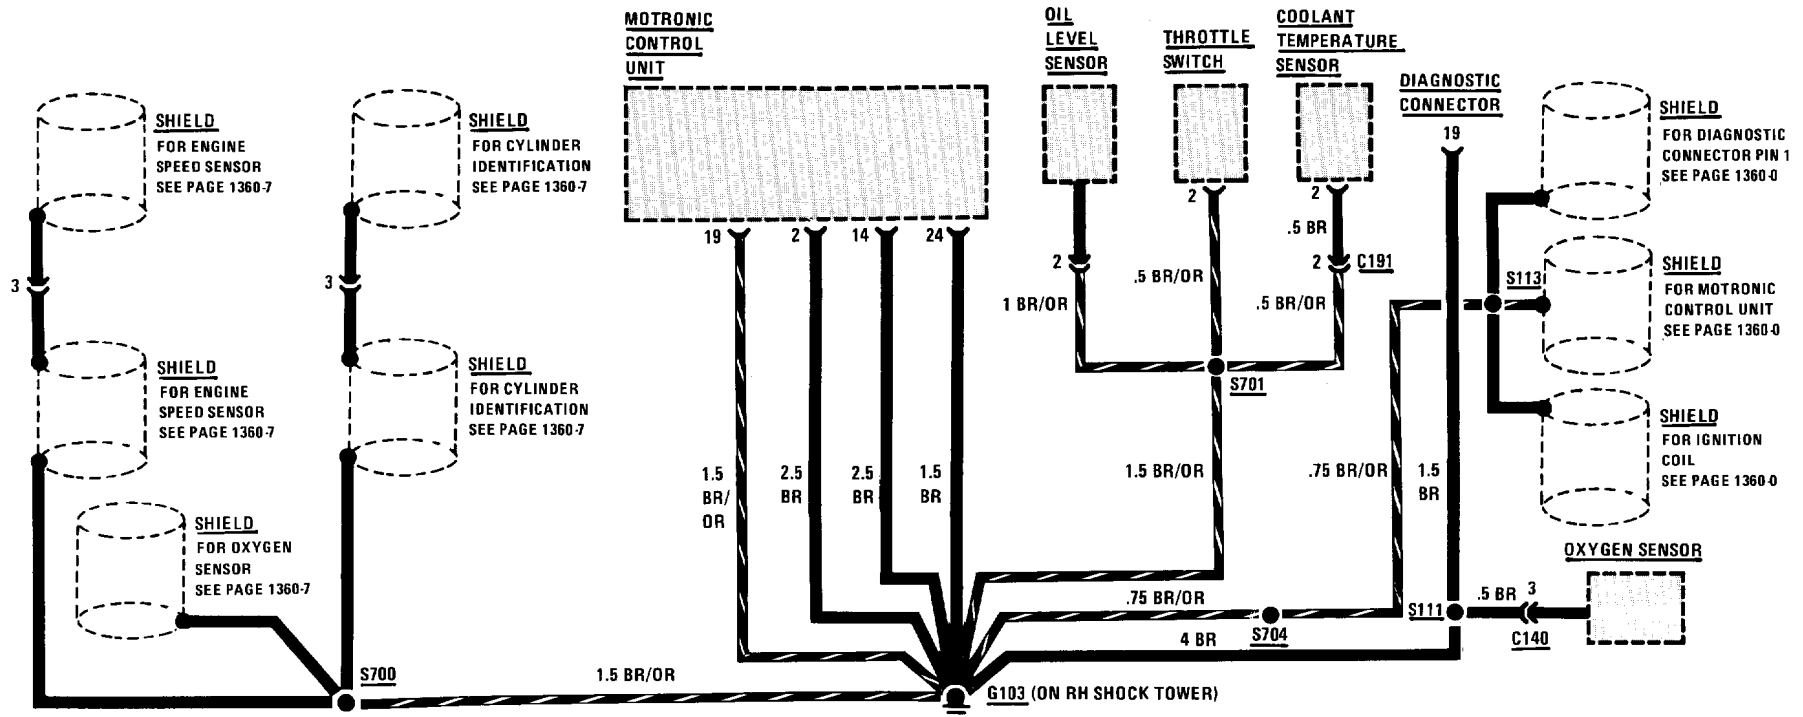 MOTRONIC
CONTROL
UNIT
OIL
LEVEL
SENSOR
THROTTLE
SWITCH
COOLANT
TEMPERATURE
SENSOR
DIAGNOSTIC
CONNECTOR
19
SHIELD
FOR ENGINE
SPEED SENSOR
SEE PAGE 1360-7
SHIELD
FOR CYLINDER
IDENTIFICATION
SEE PAGE 1360-7
SHIELD
FOR DIAGNOSTIC
CONNECTOR PIN 1
SEE PAGE 1360-0
19
2
14
24
2
2
.5 BR
2
C191
2
1 BR/OR
.5 BR/OR
.5 BR/OR
3
3
S113
SHIELD
FOR MOTRONIC
CONTROL UNIT
SEE PAGE 1360-0
SHIELD
FOR ENGINE
SPEED SENSOR
SEE PAGE 1360-7
SHIELD
FOR CYLINDER
IDENTIFICATION
SEE PAGE 1360-7
S701
SHIELD
FOR IGNITION
COIL
SEE PAGE 1360-0
1.5
BR/
OR
2.5
BR
2.5
BR
1.5
BR
1.5 BR/OR
.75 BR/OR
1.5
BR
SHIELD
FOR OXYGEN
SENSOR
SEE PAGE 1360-7
OXYGEN SENSOR
.75 BR/OR
S704
S111
.5 BR
3
C140
4 BR
S700
1.5 BR/OR
G103 (ON RH SHOCK TOWER)